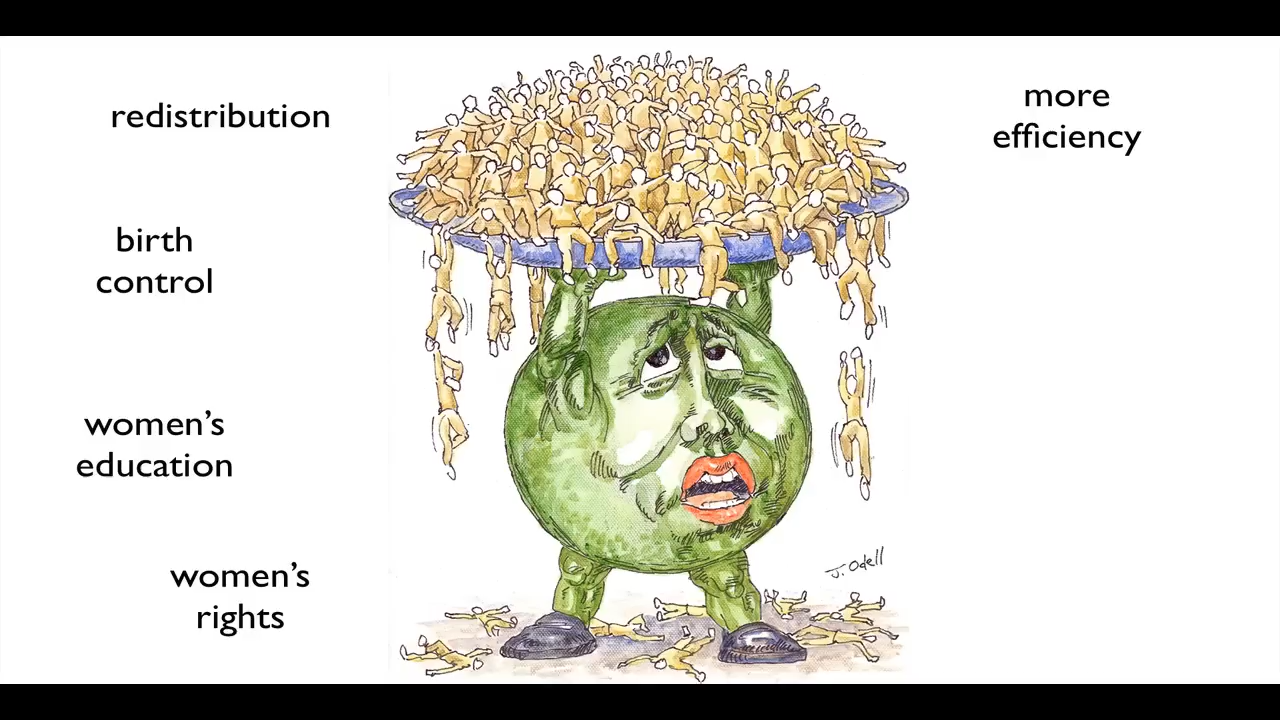 redistribution
birth
control
women's
education
women's
rights
more
efficiency
J. Odell